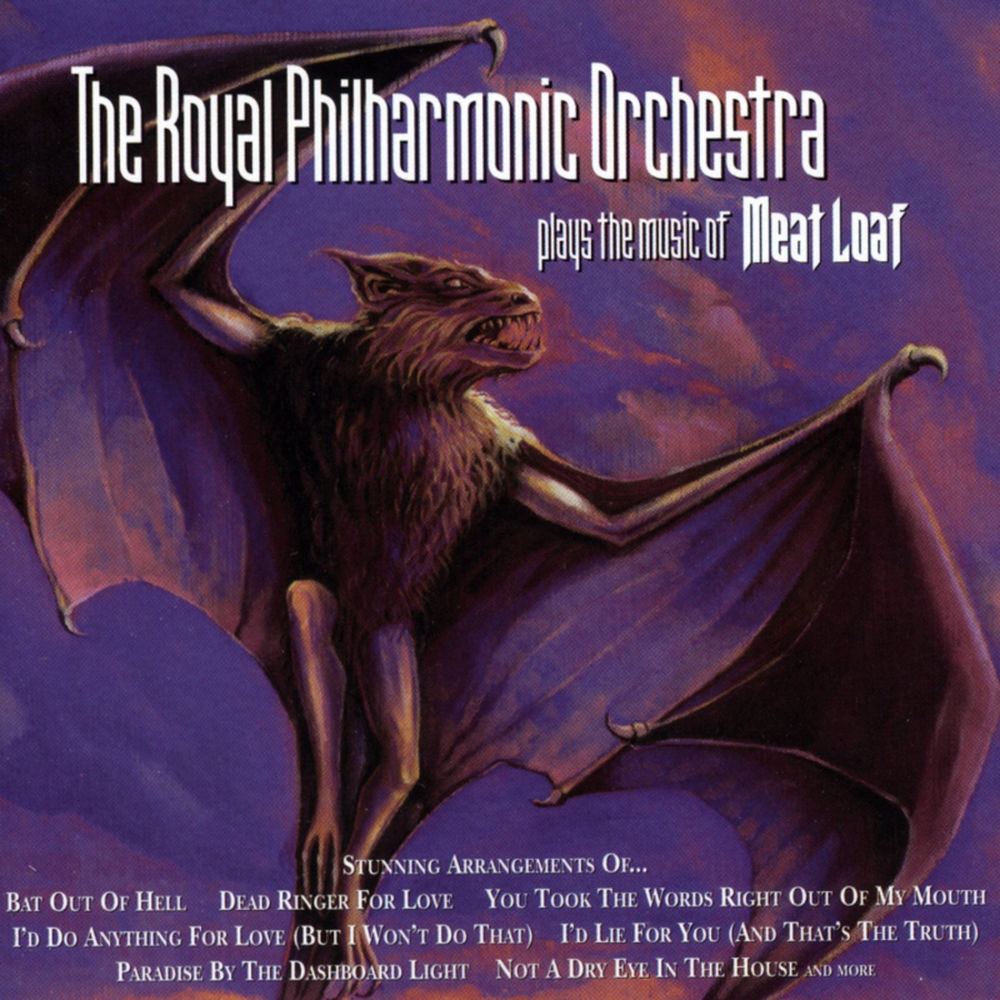 The Royal Philharmonic Orchestra
plays the music of Meat Loaf
Stunning Arrangements Of...
Bat Out Of Hell Dead Ringer For Love You Took The Words Right Out Of My Mouth
I'd Do Anything For Love (But I Won't Do That) I'd Lie For You (And That's The Truth)
Paradise By The Dashboard Light Not A Dry Eye In The House and more